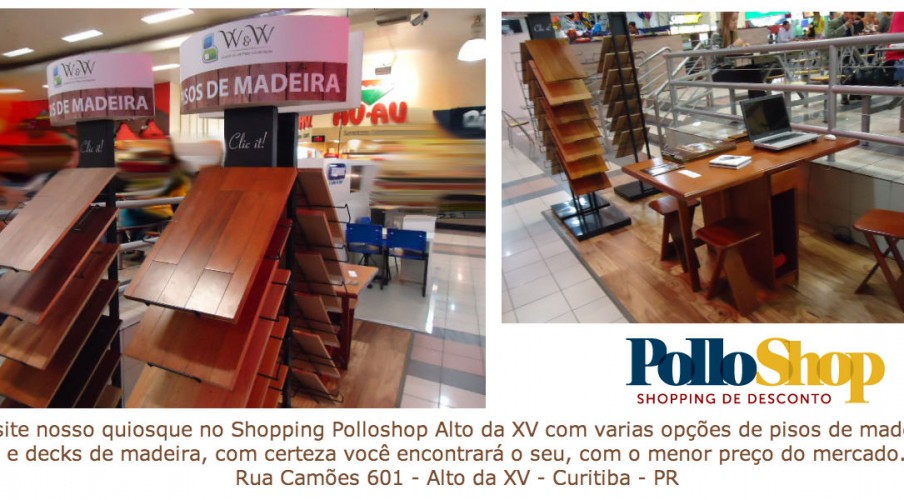 W&W
W&W
SOS DE MADEIRA
ISOS DE MADEIRA
Clic it!
Clic it!
AU-AU
PolloShop
SHOPPING DE DESCONTO
site nosso quiosque no Shopping Polloshop Alto da XV com varias opções de pisos de made
e decks de madeira, com certeza você encontrará o seu, com o menor preço do mercado.
Rua Camões 601 - Alto da XV - Curitiba - PR